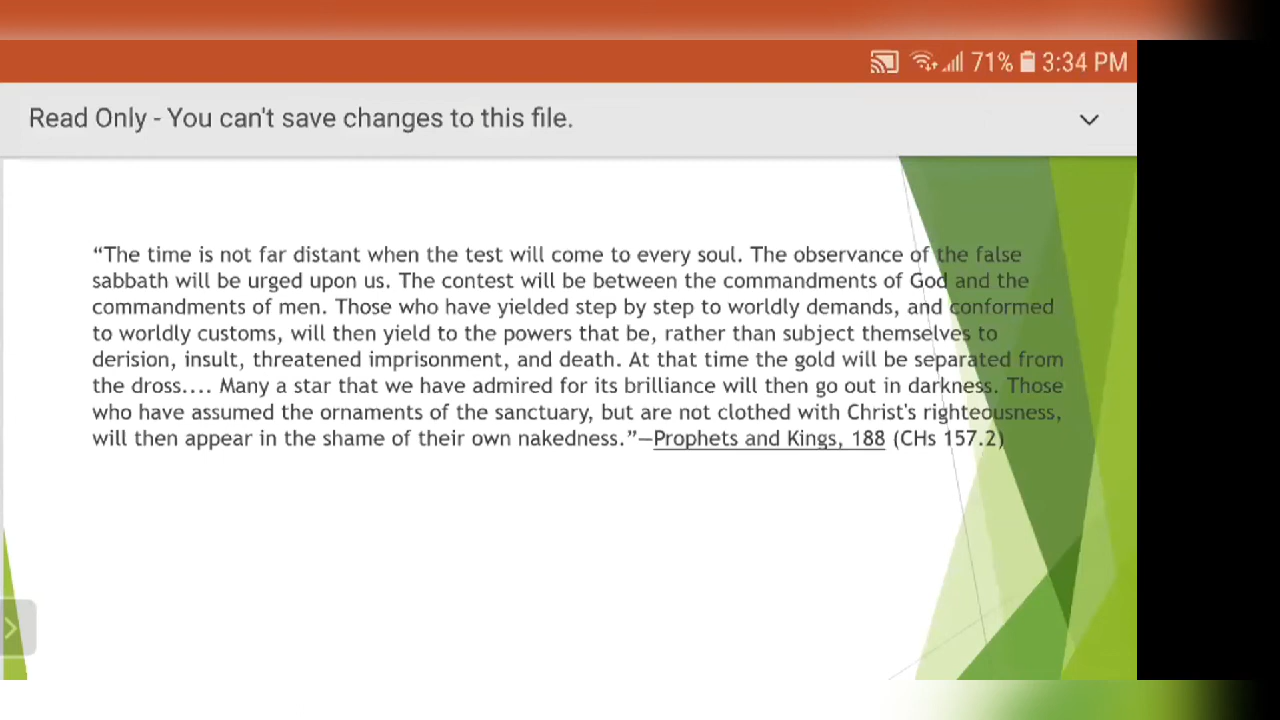 71% 3:34 PM
Read Only - You can't save changes to this file.
“The time is not far distant when the test will come to every soul. The observance of the false
sabbath will be urged upon us. The contest will be between the commandments of God and the
commandments of men. Those who have yielded step by step to worldly demands, and conformed
to worldly customs, will then yield to the powers that be, rather than subject themselves to
derision, insult, threatened imprisonment, and death. At that time the gold will be separated from
the dross.... Many a star that we have admired for its brilliance will then go out in darkness. Those
who have assumed the ornaments of the sanctuary, but are not clothed with Christ's righteousness,
will then appear in the shame of their own nakedness.”—Prophets and Kings, 188 (CHs 157.2)